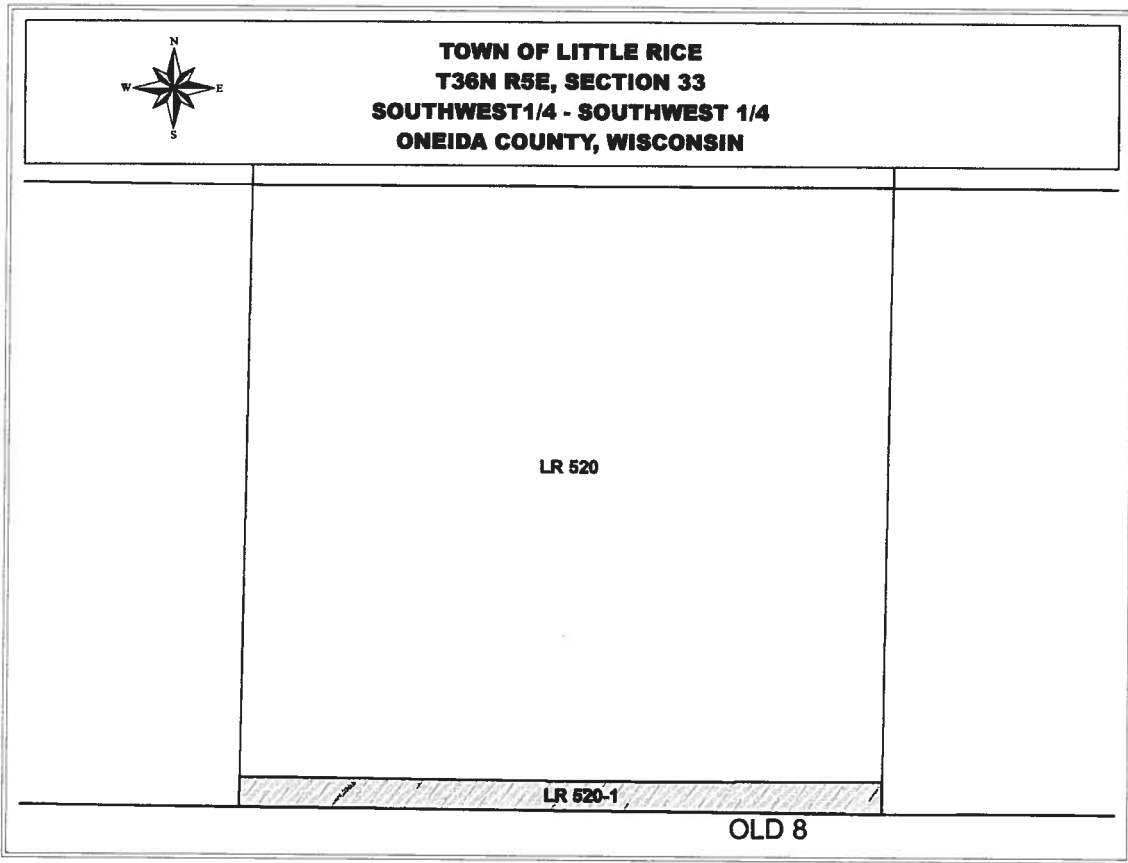 N
W E
S
TOWN OF LITTLE RICE
T36N R5E, SECTION 33
SOUTHWEST1/4 - SOUTHWEST 1/4
ONEIDA COUNTY, WISCONSIN
LR 520
LR 520-1
OLD 8